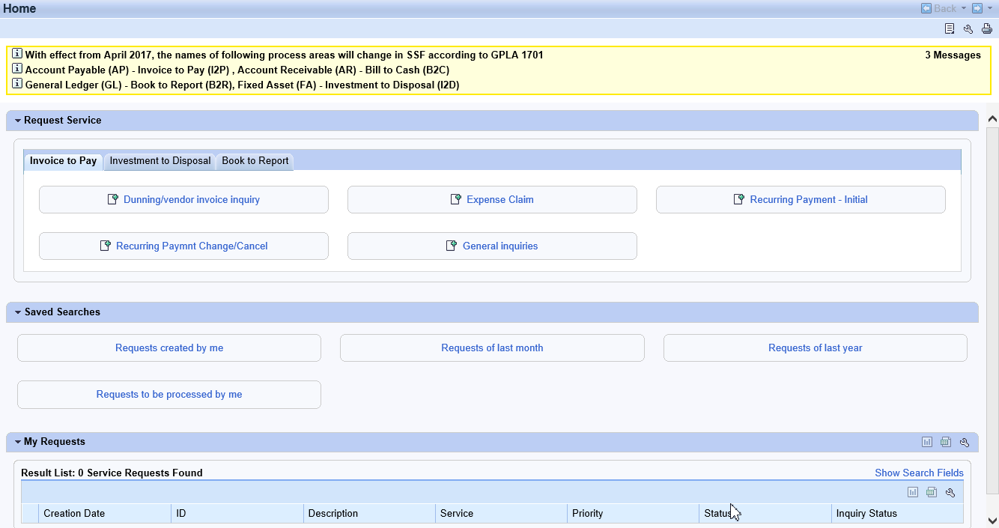 Home
Back
With effect from April 2017, the names of following process areas will change in SSF according to GPLA 1701
3 Messages
Account Payable (AP) - Invoice to Pay (I2P) , Account Receivable (AR) - Bill to Cash (B2C)
General Ledger (GL) - Book to Report (B2R), Fixed Asset (FA) - Investment to Disposal (I2D)
Request Service
Invoice to Pay Investment to Disposal Book to Report
Dunning/vendor invoice inquiry Expense Claim Recurring Payment - Initial
Recurring Paymnt Change/Cancel General inquiries
Saved Searches
Requests created by me Requests of last month Requests of last year
Requests to be processed by me
My Requests
Result List: 0 Service Requests Found Show Search Fields
Creation Date ID Description Service Priority Status Inquiry Status